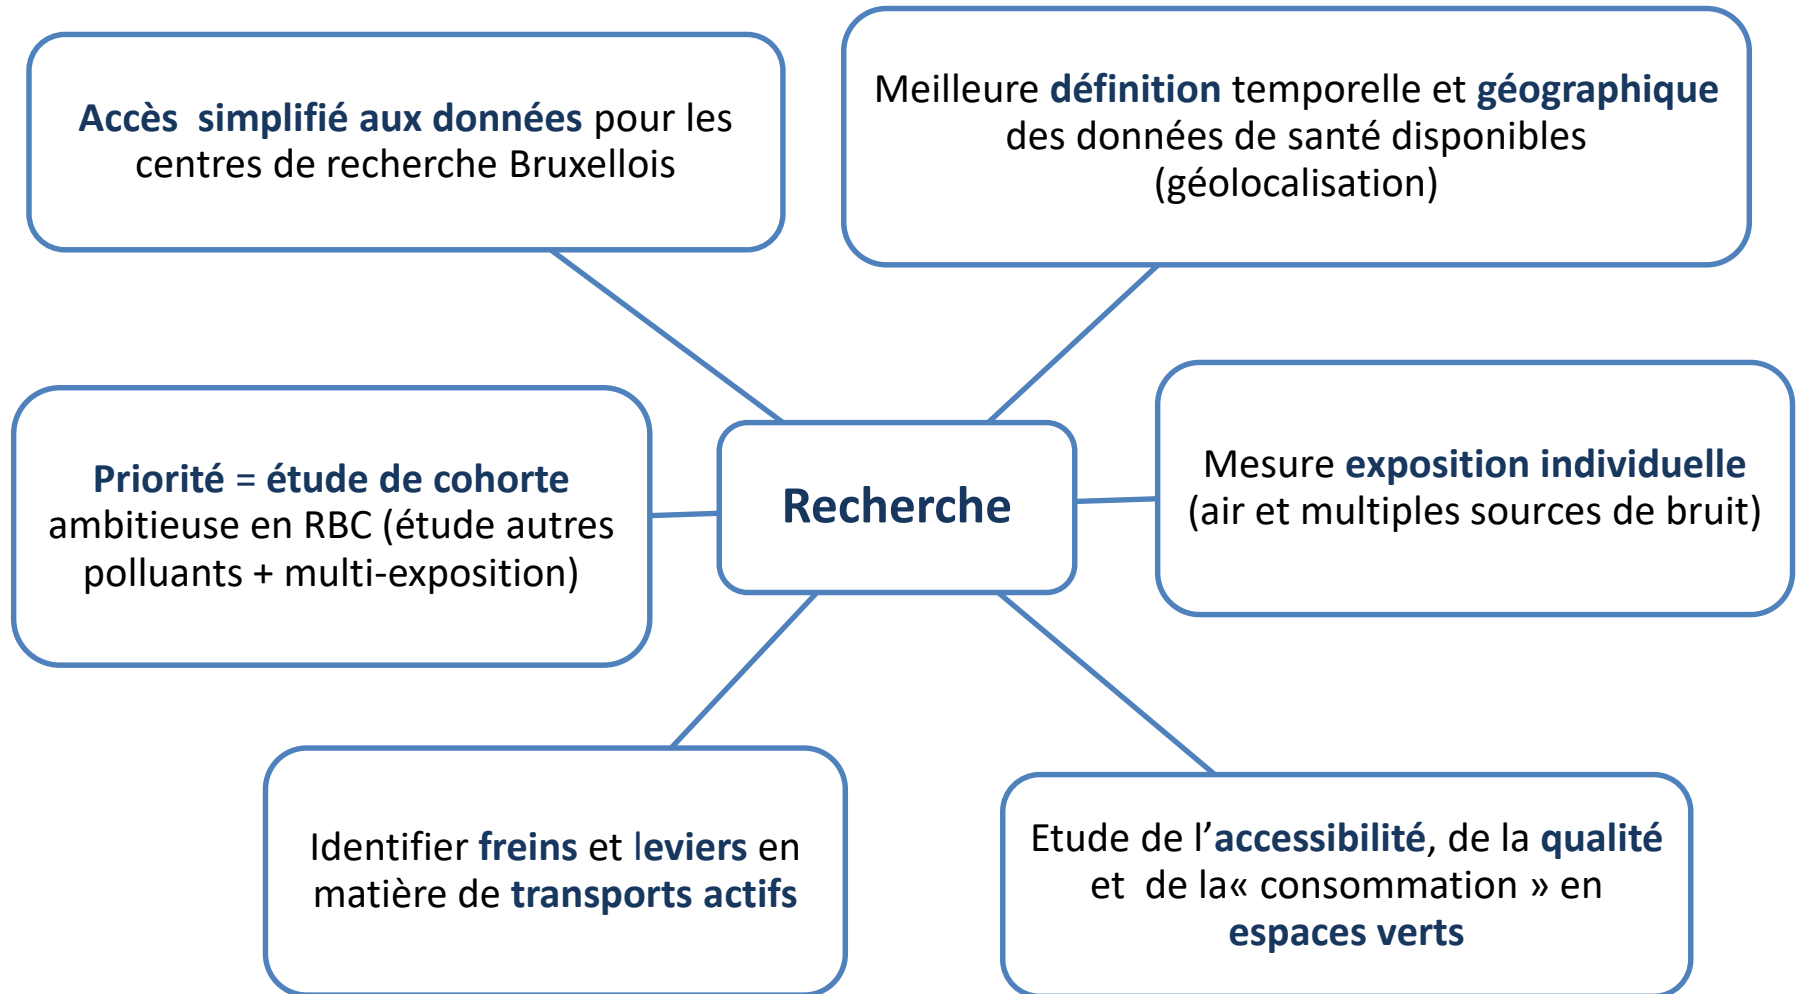 Accès  simplifié aux données pour les
centres de recherche Bruxellois
Meilleure définition temporelle et géographique
des données de santé disponibles
(géolocalisation)
Priorité = étude de cohorte
ambitieuse en RBC (étude autres
polluants + multi-exposition)
Recherche
Mesure exposition individuelle
(air et multiples sources de bruit)
Identifier freins et leviers en
matière de transports actifs
Etude de l’accessibilité, de la qualité
et  de la« consommation » en
espaces verts